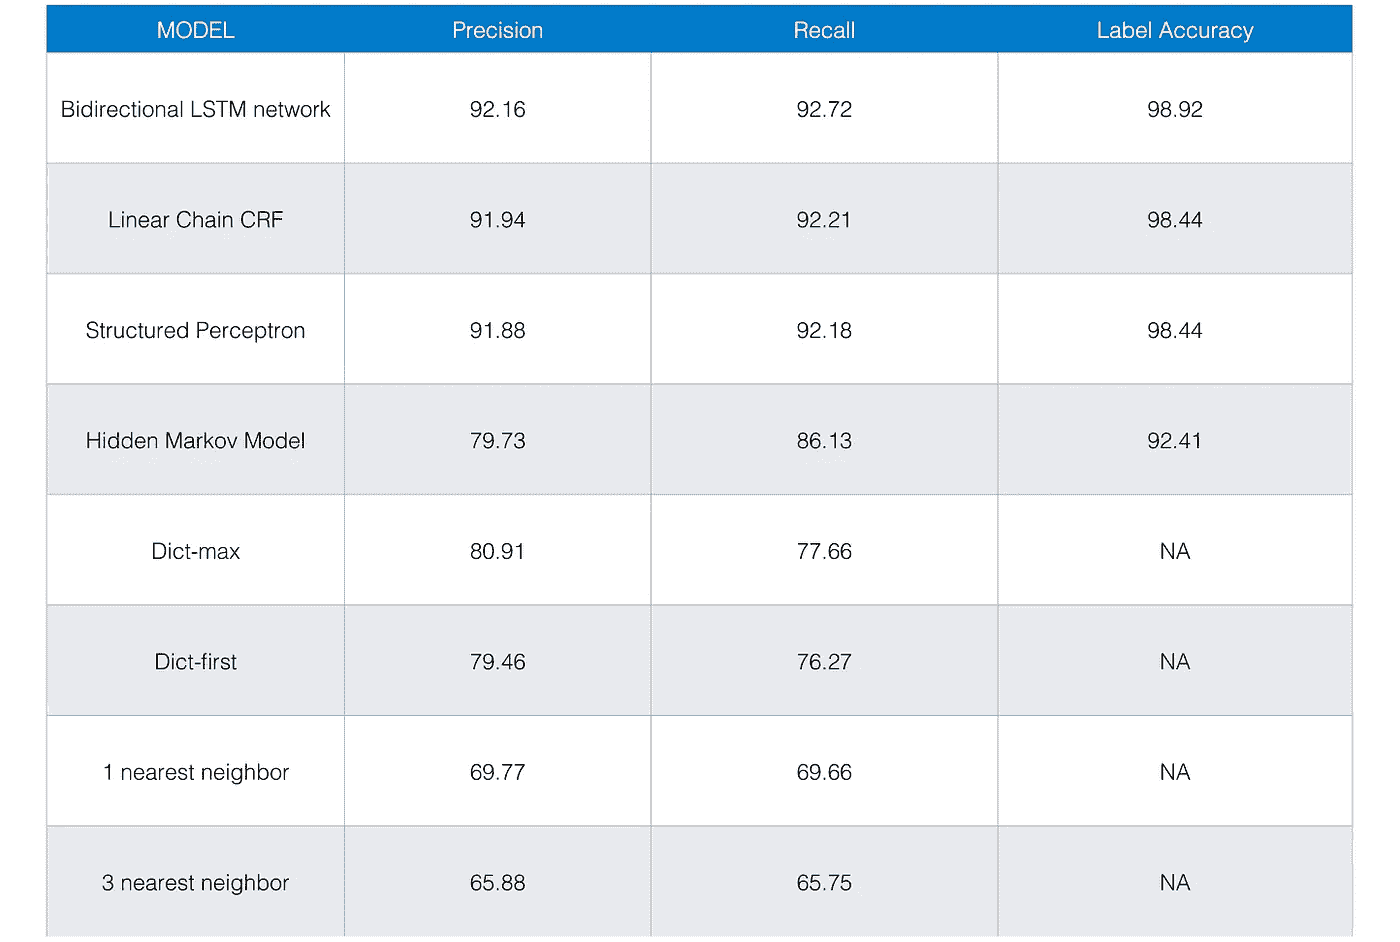 MODEL Precision Recall Label Accuracy
Bidirectional LSTM network 92.16 92.72 98.92
Linear Chain CRF 91.94 92.21 98.44
Structured Perceptron 91.88 92.18 98.44
Hidden Markov Model 79.73 86.13 92.41
Dict-max 80.91 77.66 NA
Dict-first 79.46 76.27 NA
1 nearest neighbor 69.77 69.66 NA
3 nearest neighbor 65.88 65.75 NA